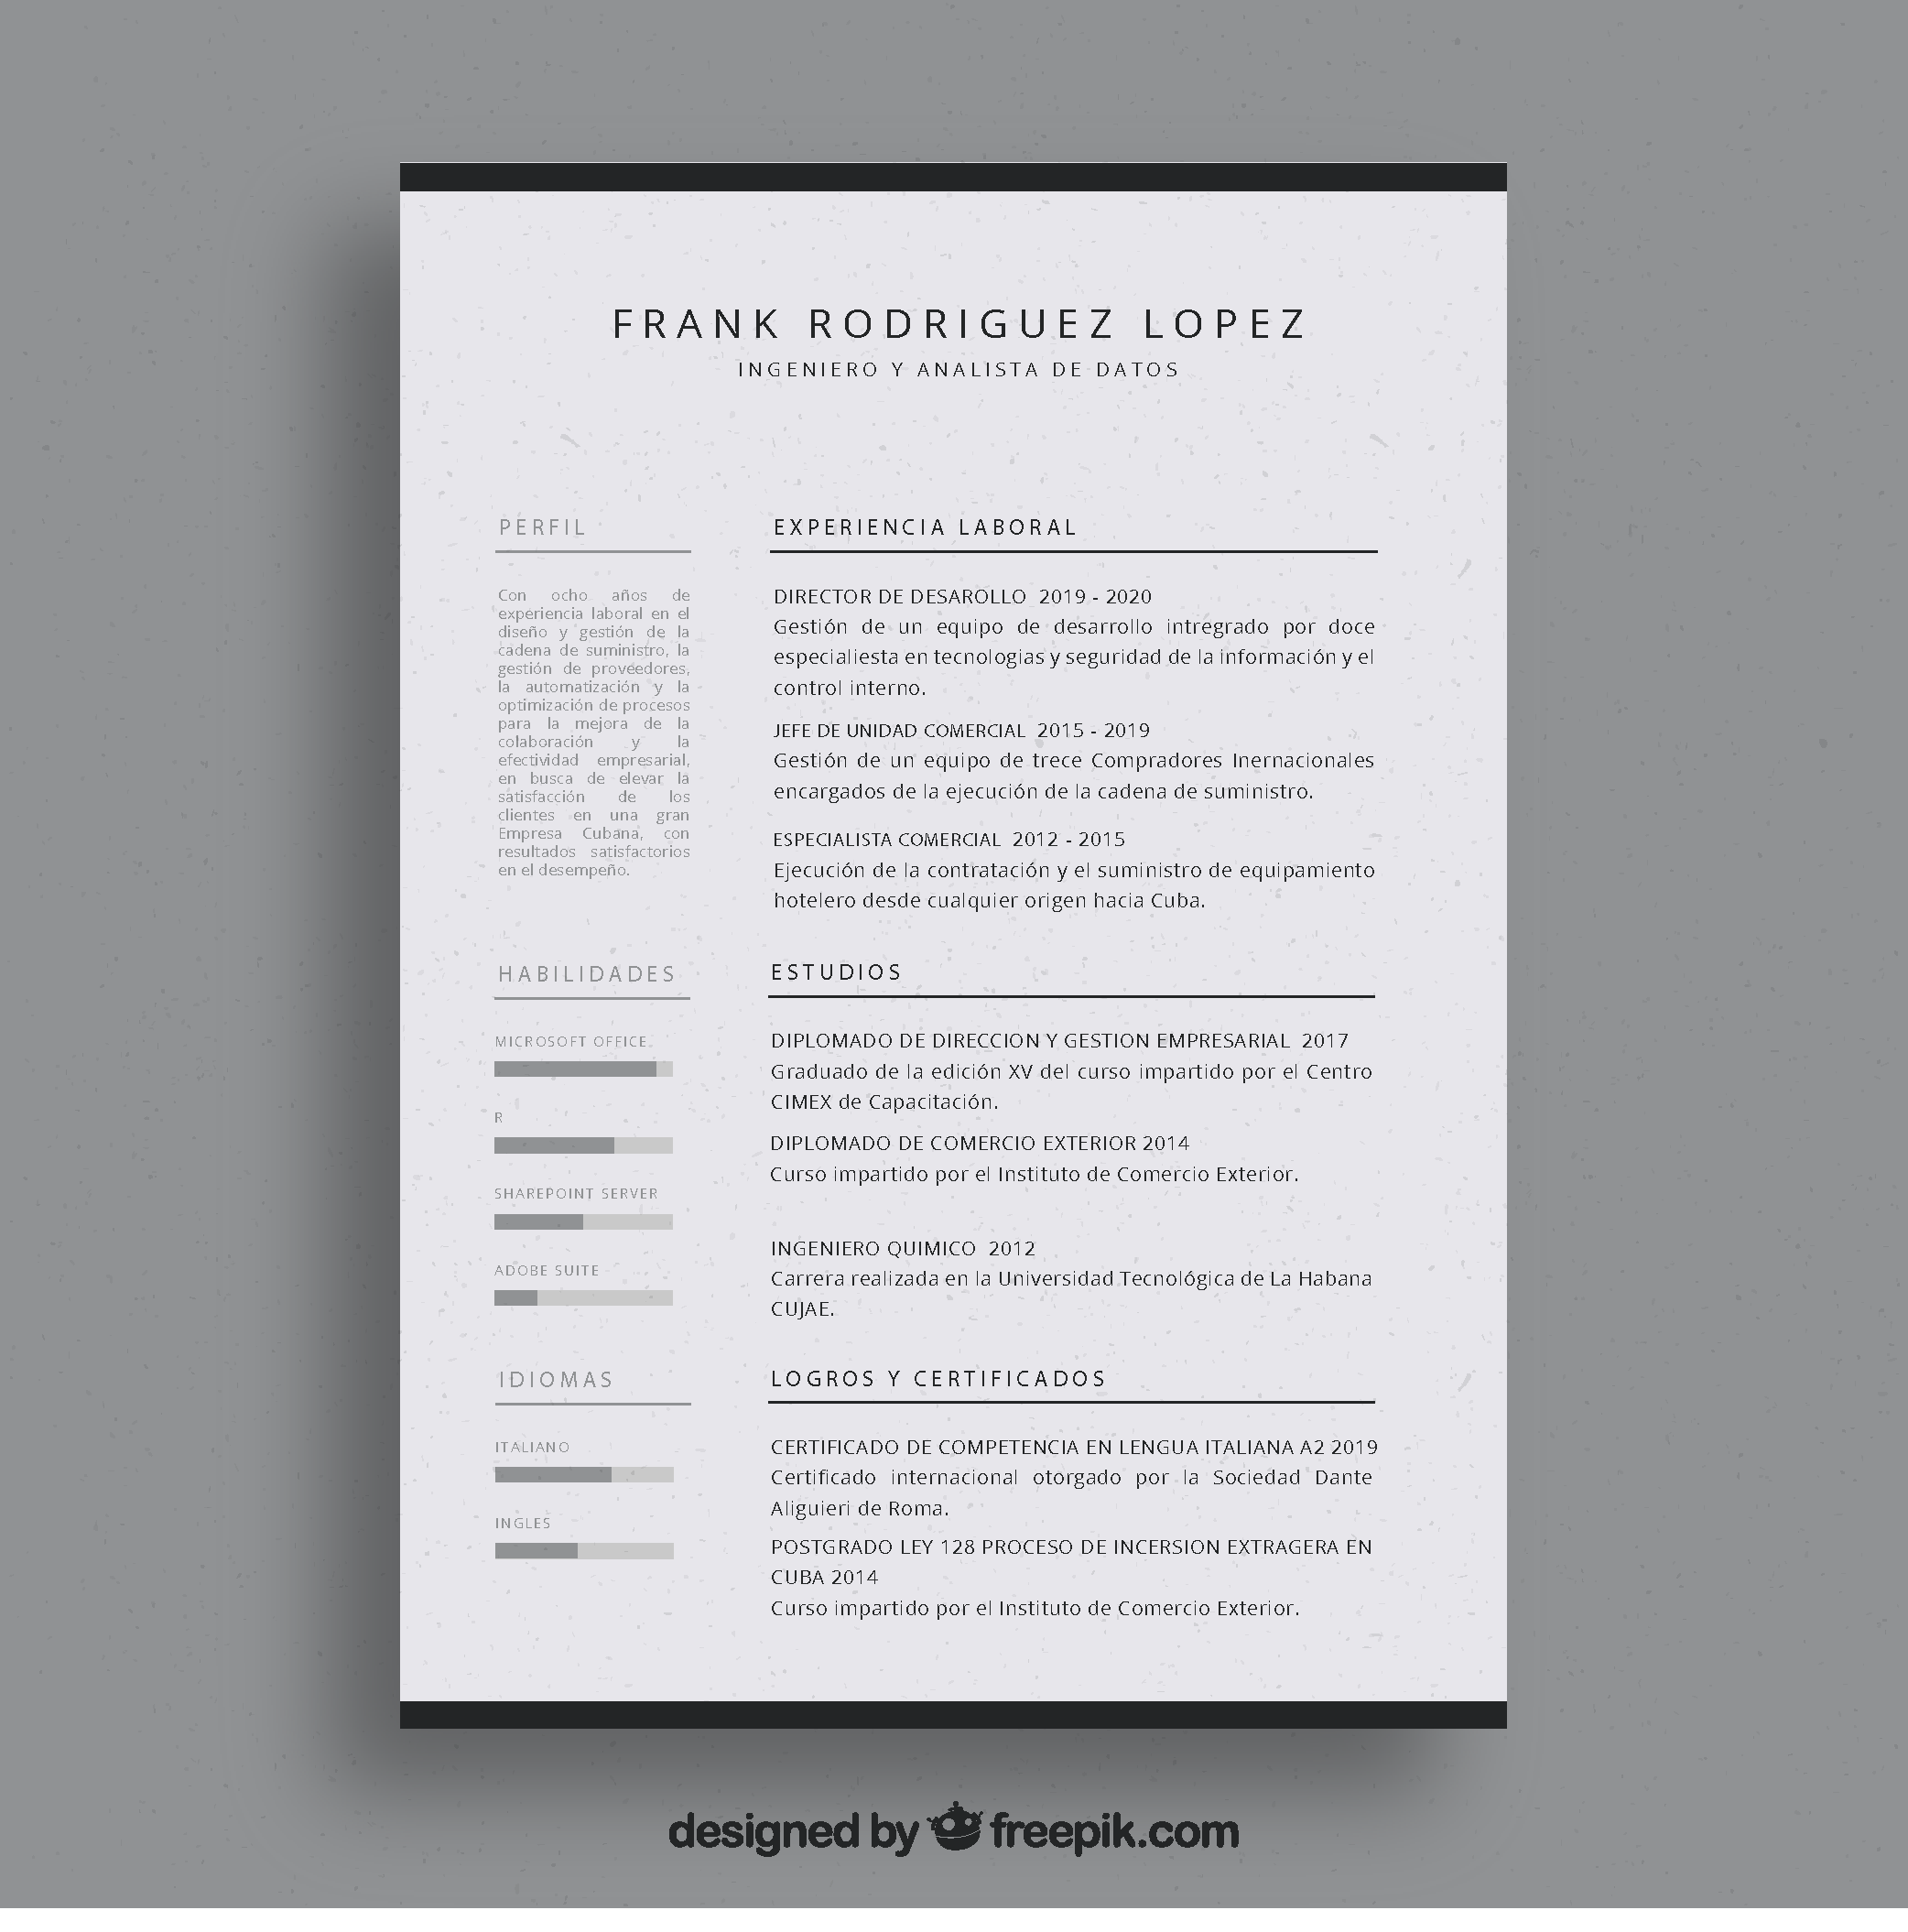 FRANK RODRIGUEZ LOPEZ
INGENIERO Y ANALISTA DE DATOS
PERFIL
Con ocho años de
experiencia laboral en el
diseño y gestión de la
cadena de suministro, la
gestión de proveedores,
la automatización y la
optimización de procesos
para la mejora de la
colaboración y la
efectividad empresarial,
en busca de elevar la
satisfacción de los
clientes en una gran
Empresa Cubana, con
resultados satisfactorios
en el desempeño.
HABILIDADES
MICROSOFT OFFICE
R
SHAREPOINT SERVER
ADOBE SUITE
IDIOMAS
ITALIANO
INGLES
EXPERIENCIA LABORAL
DIRECTOR DE DESAROLLO 2019 - 2020
Gestión de un equipo de desarrollo intregrado por doce
especialiesta en tecnologias y seguridad de la información y el
control interno.
JEFE DE UNIDAD COMERCIAL 2015 - 2019
Gestión de un equipo de trece Compradores Inernacionales
encargados de la ejecución de la cadena de suministro.
ESPECIALISTA COMERCIAL 2012 - 2015
Ejecución de la contratación y el suministro de equipamiento
hotelero desde cualquier origen hacia Cuba.
ESTUDIOS
DIPLOMADO DE DIRECCION Y GESTION EMPRESARIAL 2017
Graduado de la edición XV del curso impartido por el Centro
CIMEX de Capacitación.
DIPLOMADO DE COMERCIO EXTERIOR 2014
Curso impartido por el Instituto de Comercio Exterior.
INGENIERO QUIMICO 2012
Carrera realizada en la Universidad Tecnológica de La Habana
CUJAE.
LOGROS Y CERTIFICADOS
CERTIFICADO DE COMPETENCIA EN LENGUA ITALIANA A2 2019
Certificado internacional otorgado por la Sociedad Dante
Aliguieri de Roma.
POSTGRADO LEY 128 PROCESO DE INCERSION EXTRAGERA EN
CUBA 2014
Curso impartido por el Instituto de Comercio Exterior.
designed by freepik.com